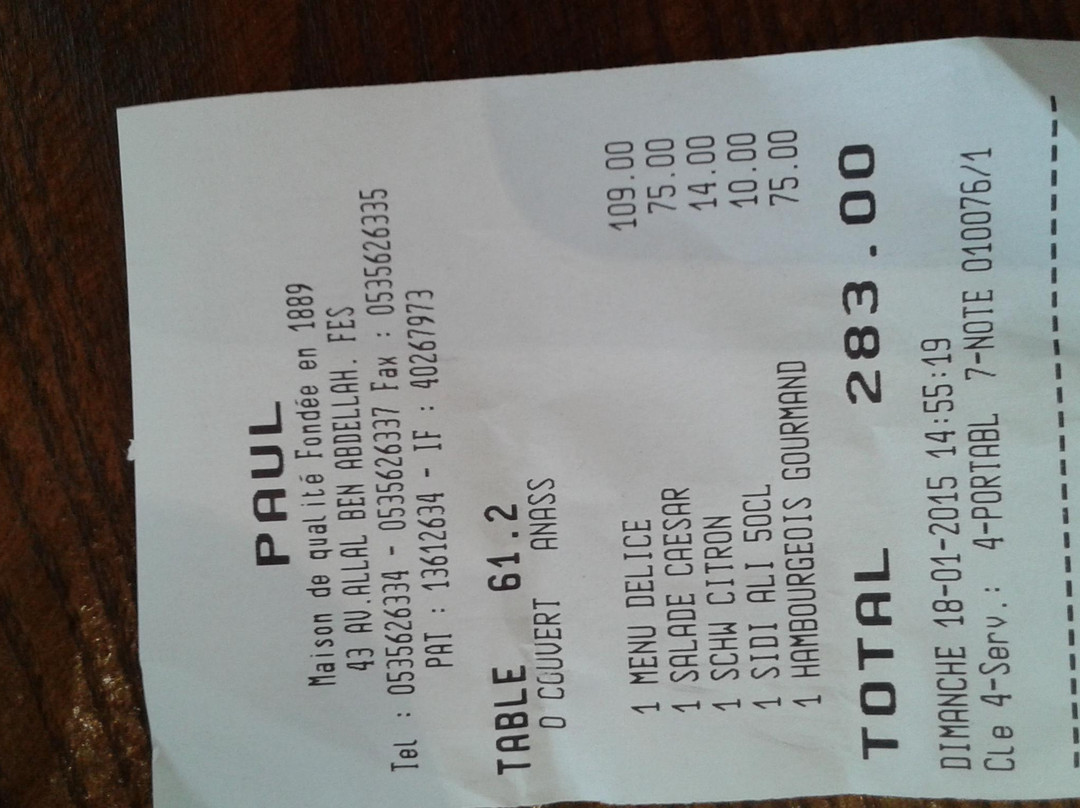 PAUL
Maison de qualité Fondée en 1889
43 AV.ALLAL BEN ABDELLAH. FES
Tel : 0535626334 - 0535626337 Fax : 0535626335
PAT : 13612634 - IF : 40267973
TABLE 61.2
0 COUVERT ANASS
1 MENU DELICE 109.00
1 SALADE CAESAR 75.00
1 SCHW CITRON 14.00
1 SIDI ALI 50CL 10.00
1 HAMBOURGEOIS GOURMAND 75.00
TOTAL 283.00
DIMANCHE 18-01-2015 14:55:19
Cle 4-Serv.: 4-PORTABL 7-NOTE 010076/1